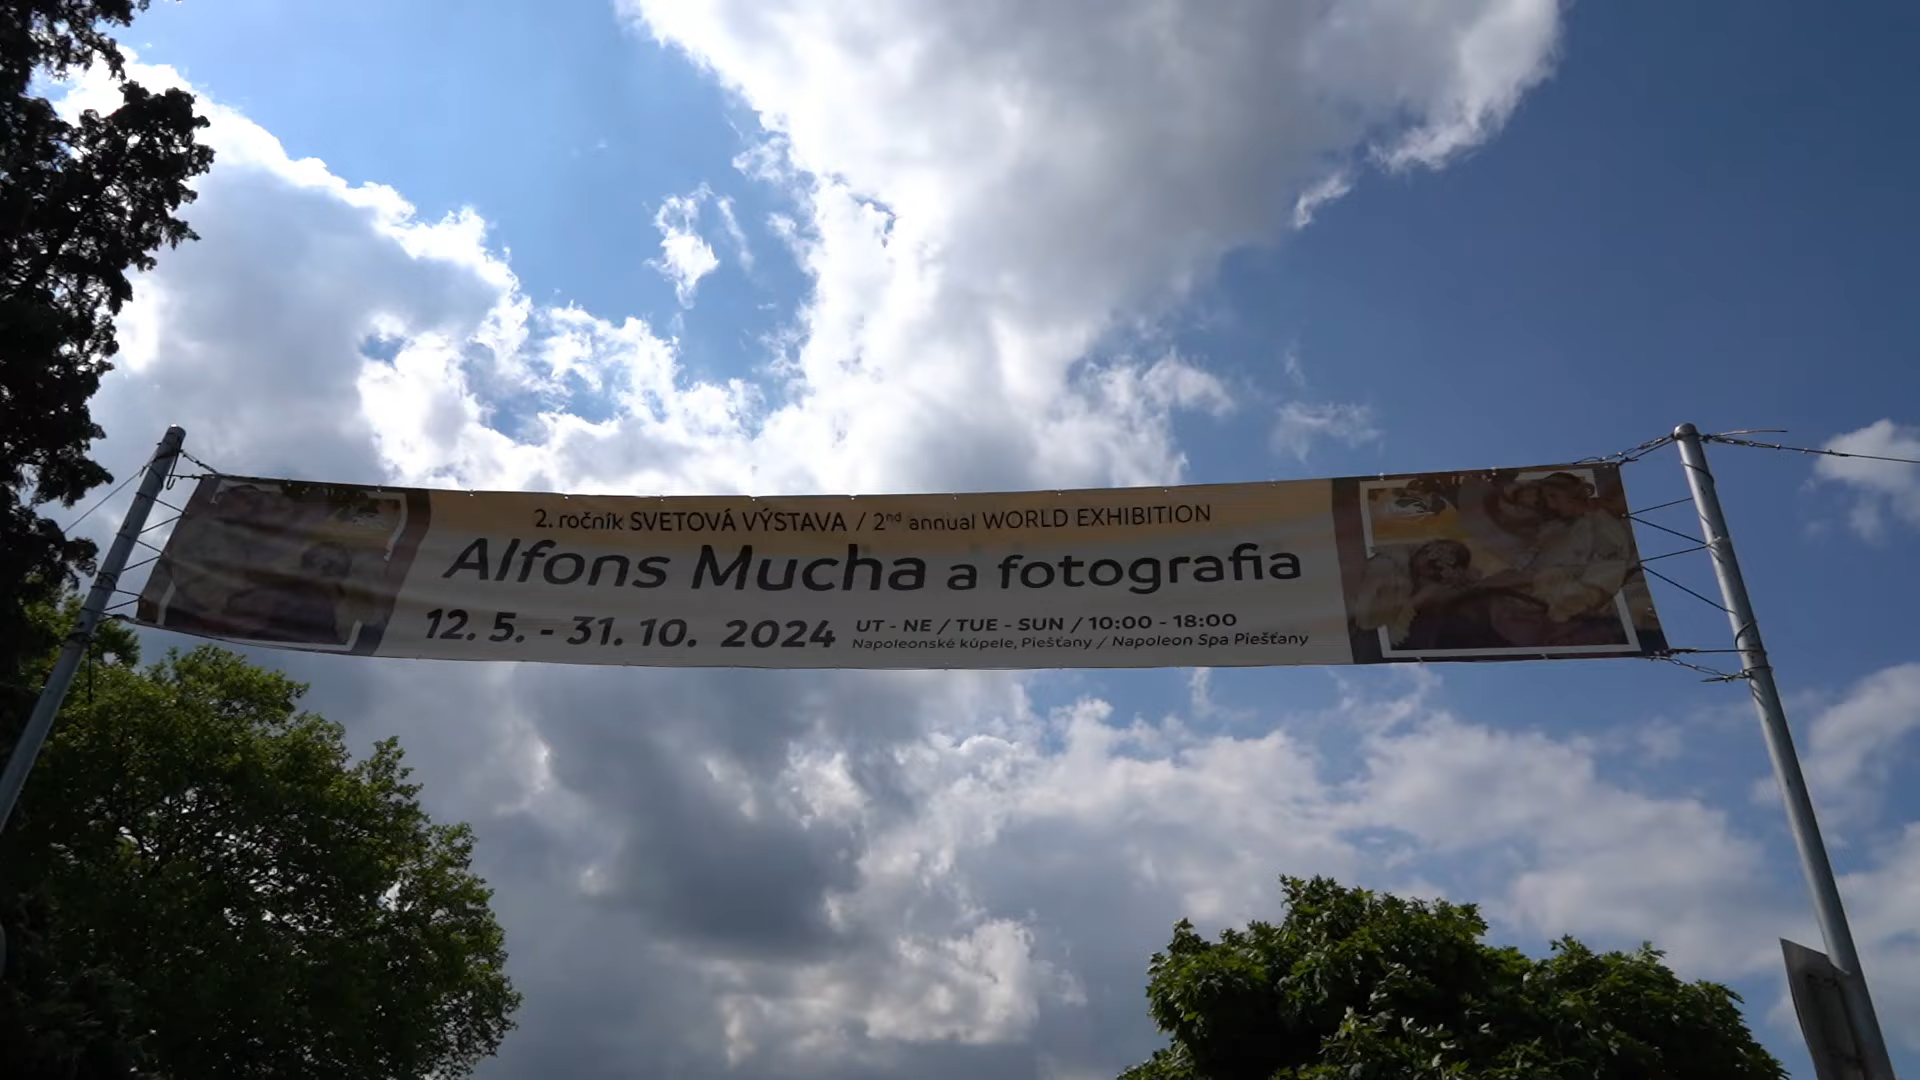 2. ročník SVETOVÁ VÝSTAVA / 2nd annual WORLD EXHIBITION
Alfons Mucha a fotografia
12. 5. - 31. 10. 2024
UT - NE / TUE - SUN / 10:00 - 18:00
Napoleonské kúpele, Piešťany / Napoleon Spa Piešťany